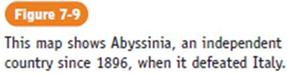 Figure 7-9
This map shows Abyssinia, an independent
country since 1896, when it defeated Italy.